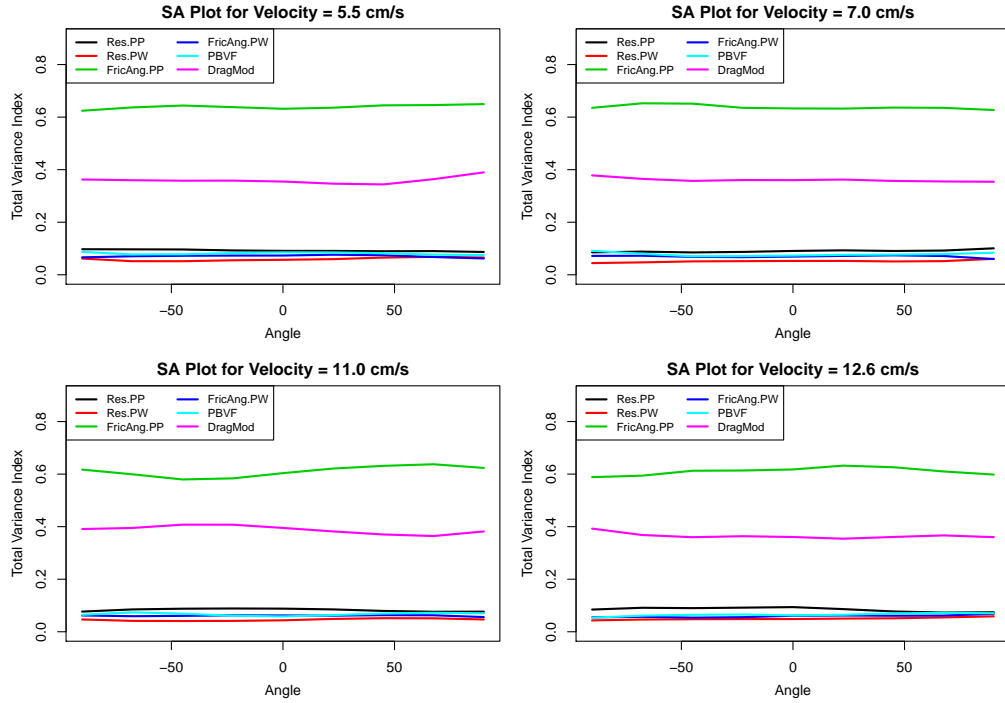 SA Plot for Velocity = 5.5 cm/s
Total Variance Index
0.8
0.6
0.4
0.2
0.0
Res.PP
Res.PW
FricAng.PP
FricAng.PW
PBVF
DragMod
−50
0
50
Angle
SA Plot for Velocity = 7.0 cm/s
Total Variance Index
0.8
0.6
0.4
0.2
0.0
Res.PP
Res.PW
FricAng.PP
FricAng.PW
PBVF
DragMod
−50
0
50
Angle
SA Plot for Velocity = 11.0 cm/s
Total Variance Index
0.8
0.6
0.4
0.2
0.0
Res.PP
Res.PW
FricAng.PP
FricAng.PW
PBVF
DragMod
−50
0
50
Angle
SA Plot for Velocity = 12.6 cm/s
Total Variance Index
0.8
0.6
0.4
0.2
0.0
Res.PP
Res.PW
FricAng.PP
FricAng.PW
PBVF
DragMod
−50
0
50
Angle